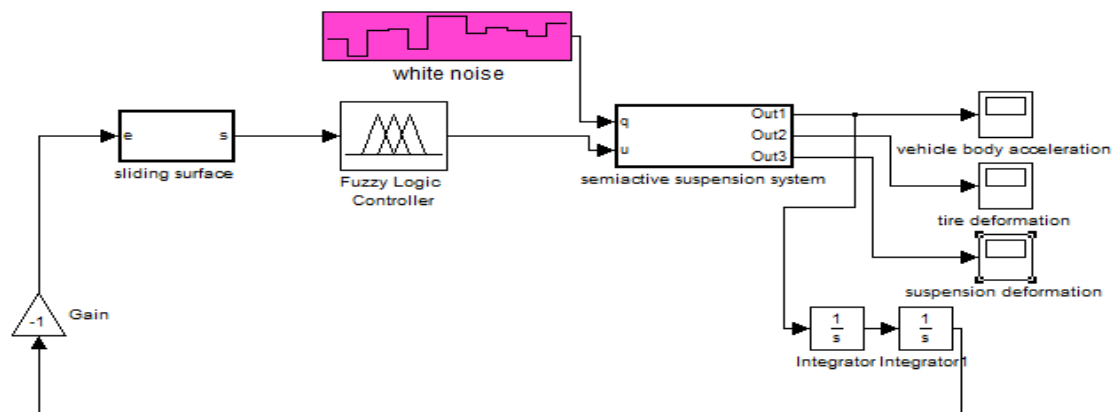 white noise
e
s
sliding surface
Fuzzy Logic
Controller
q
u
Out1
Out2
Out3
semiactive suspension system
vehicle body acceleration
tire deformation
suspension deformation
-1
Gain
1
s
Integrator
1
s
Integrator1